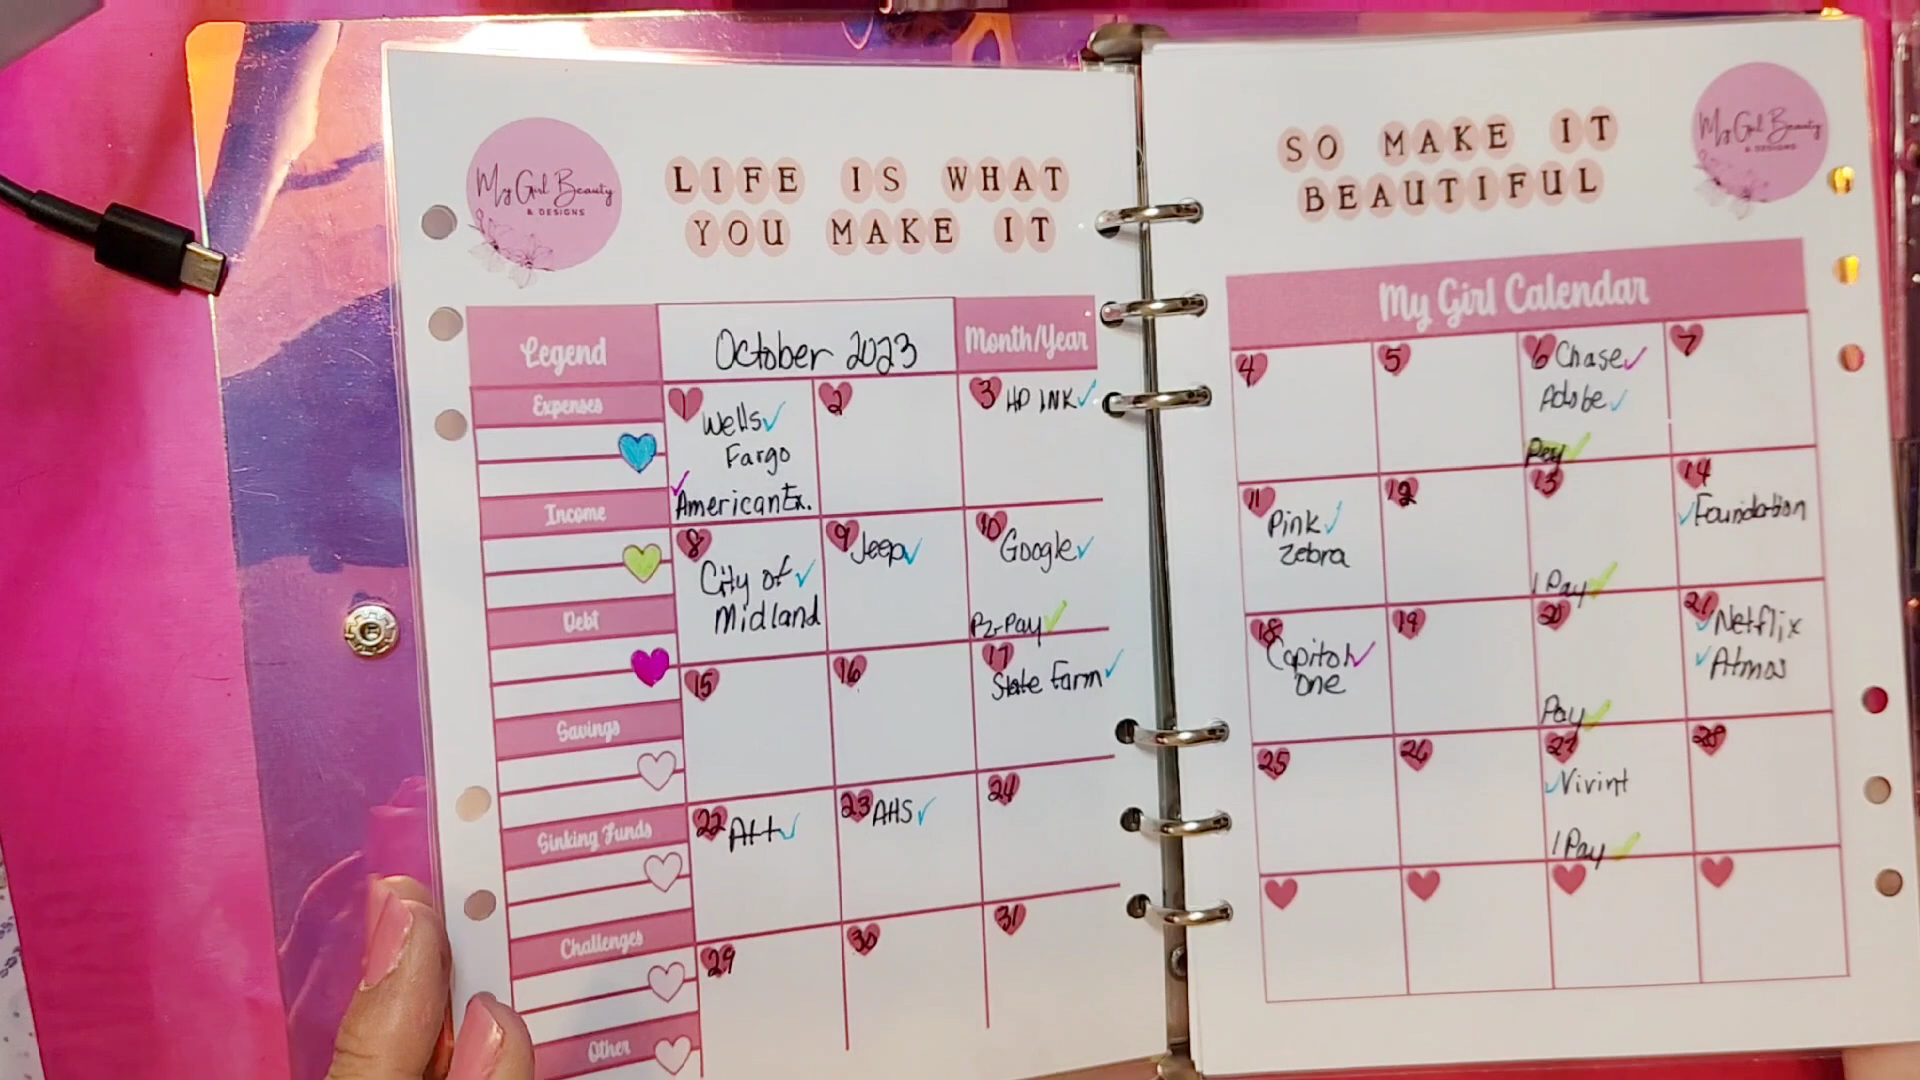 My Girl Beauty
& DESIGNS
LIFE IS WHAT
YOU MAKE IT
Legend
October 2023
Month/Year
Expenses
Income
Debt
Savings
Sinking Funds
Challenges
Other
1 Wells
Fargo
American Ex.
2
3 HP INK
8
City of
Midland
9 Jeep
10
Google
P2-Pay
15
16
17
State Farm
22 Att
23 AHS
24
29
30
31
SO MAKE IT
BEAUTIFUL
My Girl Beauty
& DESIGNS
My Girl Calendar
4
5
6 Chase
Adobe
Pay
7
11
Pink
Zebra
12
13
1 Pay
14
Foundation
18
Capital
One
19
20
Pay
21
Netflix
Atmos
25
26
27
Vivint
1 Pay
28